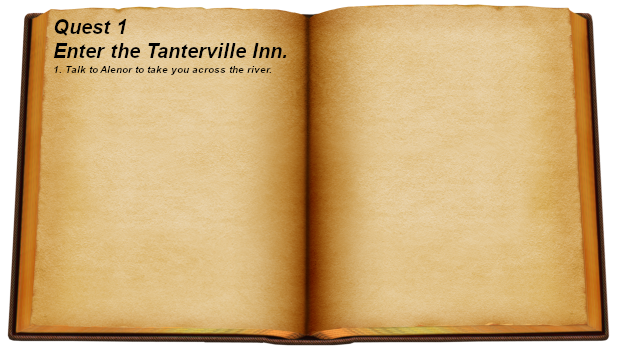 Quest 1
Enter the Tanterville Inn.
1. Talk to Alenor to take you across the river.